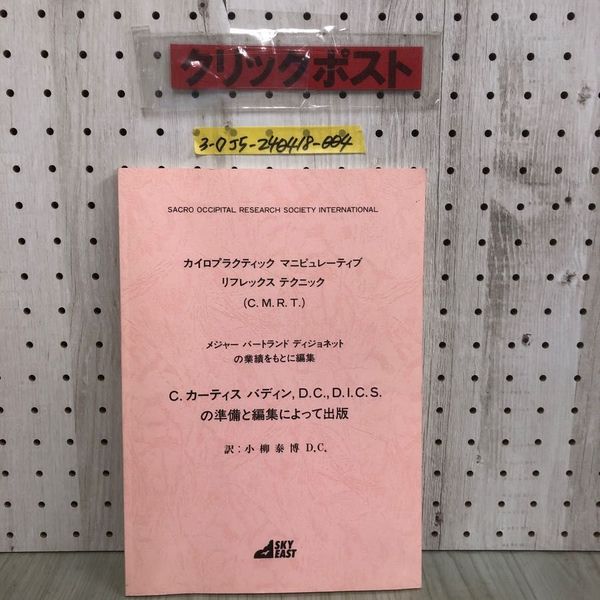 クリックポスト
3-0J5-240418-004
SACRO OCCIPITAL RESEARCH SOCIETY INTERNATIONAL
カイロプラクティック マニピュレーティブ
リフレックス テクニック
(C.M.R.T.)
メジャー バートランド ディジョネット
の業績をもとに編集
C. カーティス バディン, D.C., D.I.C.S.
の準備と編集によって出版
訳：小 柳 泰 博 D.C.
SKY
EAST